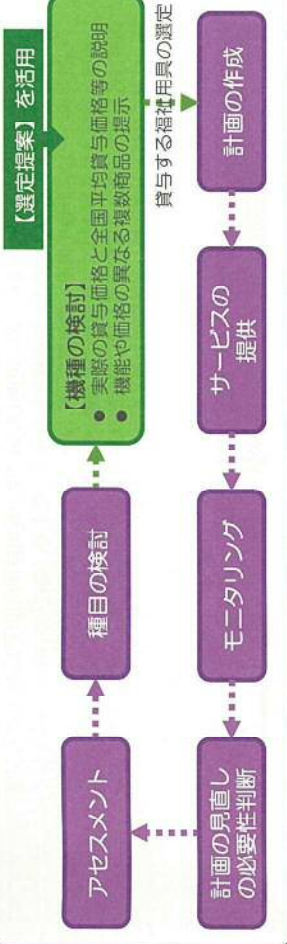 アセスメント
種目の検討
【選定提案】を活用
【機種の検討】
● 実際の貸与価格と全国平均貸与価格等の説明
● 機能や価格の異なる複数商品の提示
貸与する福祉用具の選定
計画の作成
サービスの
提供
モニタリング
計画の見直し
の必要性判断